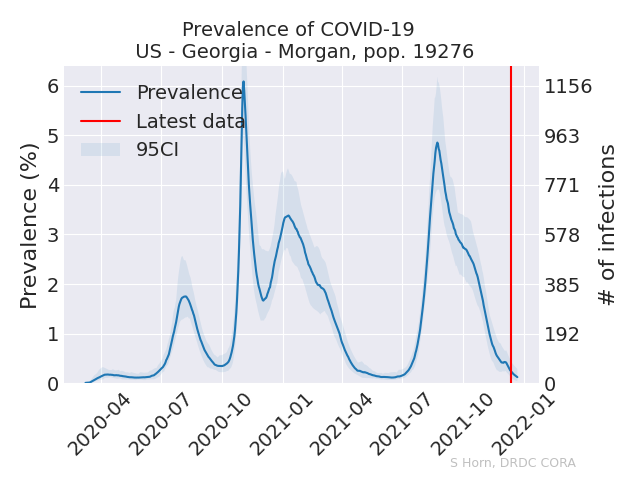 Prevalence of COVID-19
US - Georgia - Morgan, pop. 19276
Prevalence
Latest data
95CI
Prevalence (%)
6
5
4
3
2
1
0
1156
963
771
578
385
192
0
# of infections
2020-04
2020-07
2020-10
2021-01
2021-04
2021-07
2021-10
2022-01
S Horn, DRDC CORA